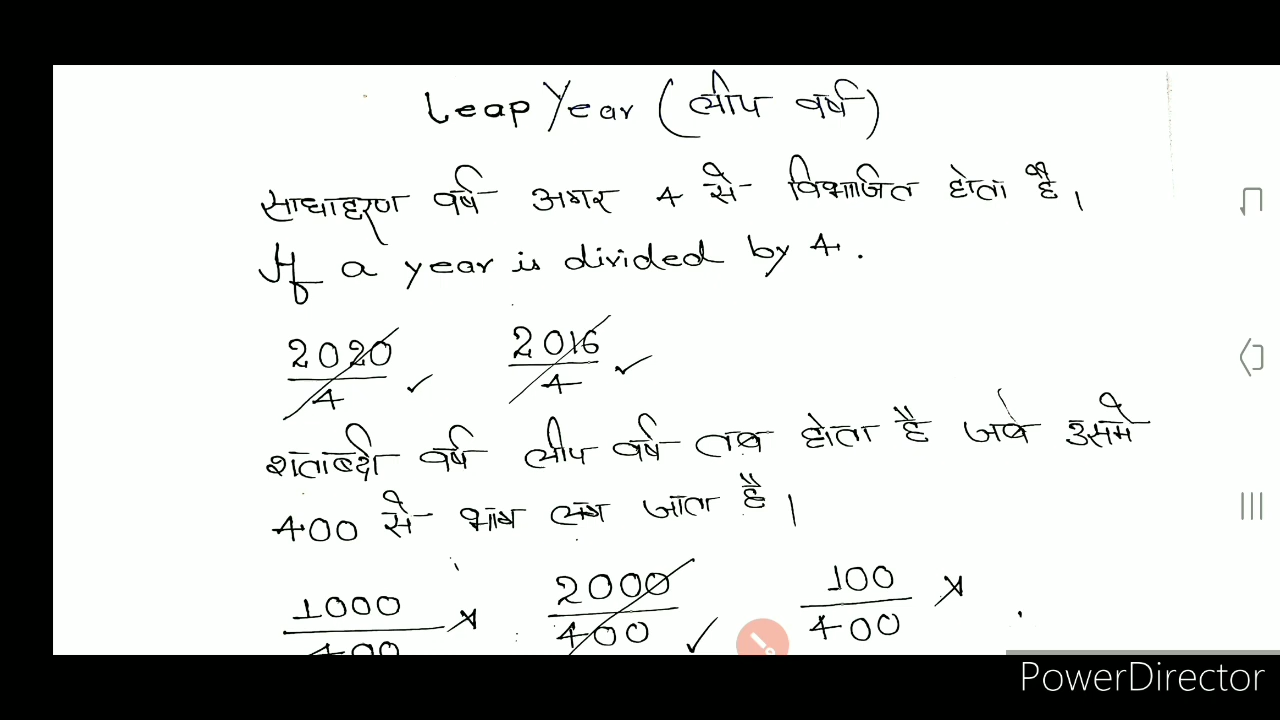 Leap Year (लीप वर्ष)
साधाहरण वर्ष अगर 4 से विभाजित होता है।
If a year is divided by 4.
2020/4 ✓ 2016/4 ✓
शताब्दी वर्ष लीप वर्ष तब होता है जब उसमे
400 से भाग लग जाता है।
1000/400 × 2000/400 ✓ 100/400 ×
PowerDirector